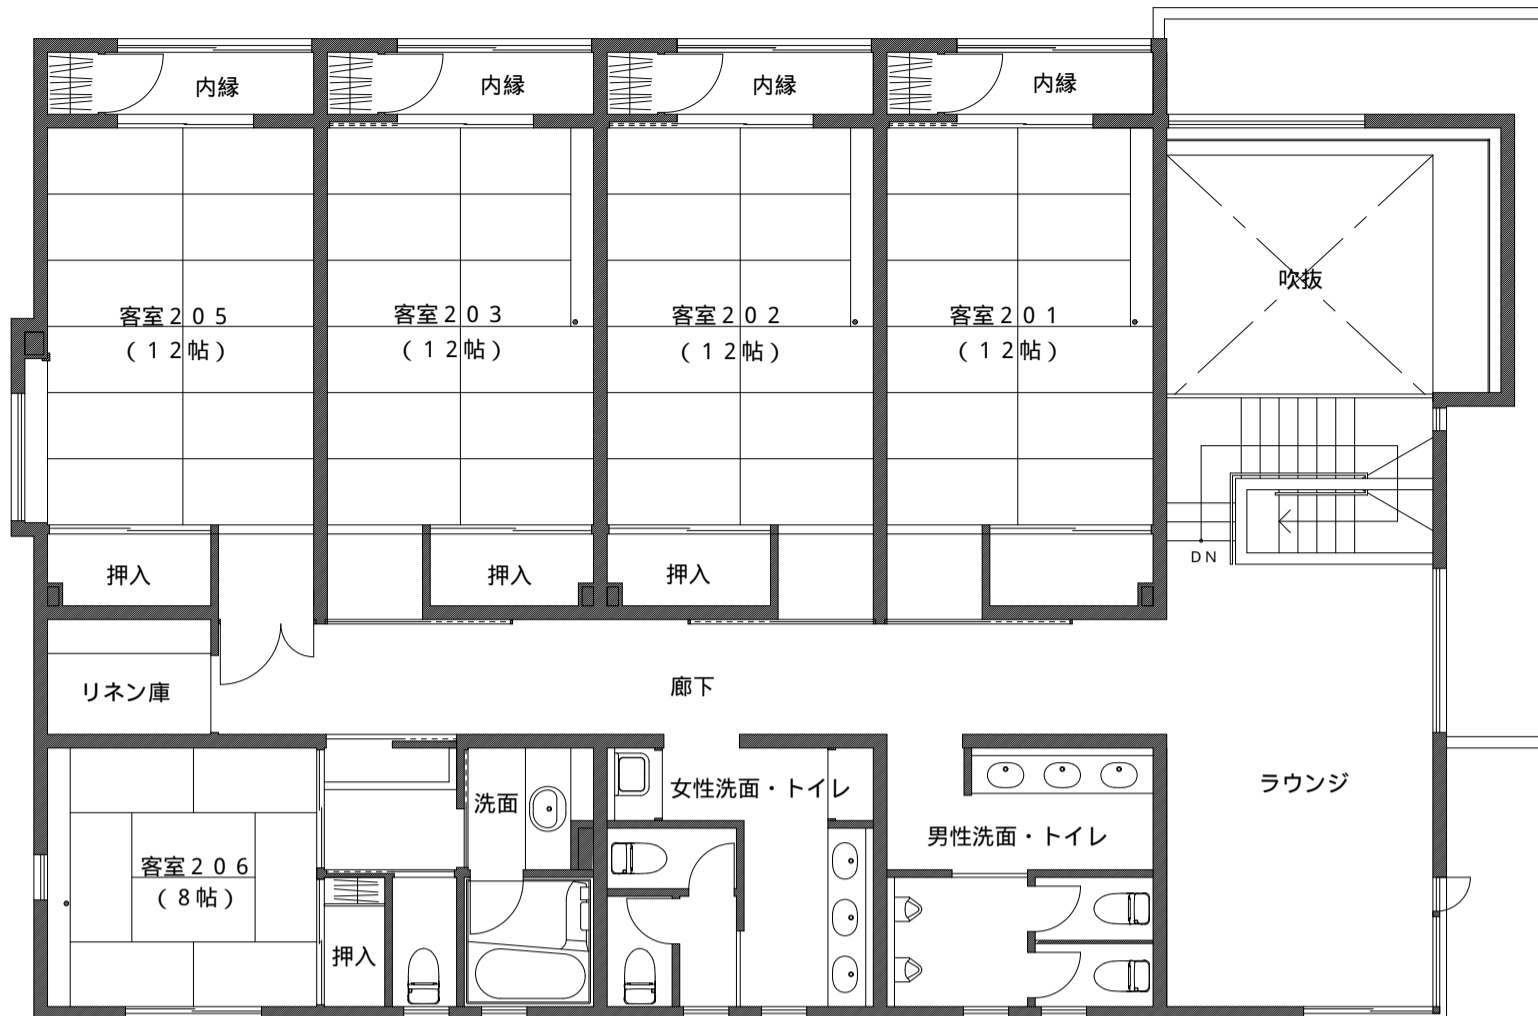 内縁
内縁
内縁
内縁
客室205
(12帖)
客室203
(12帖)
客室202
(12帖)
客室201
(12帖)
吹抜
DN
押入
押入
押入
リネン庫
廊下
客室206
(8帖)
押入
洗面
女性洗面・トイレ
男性洗面・トイレ
ラウンジ